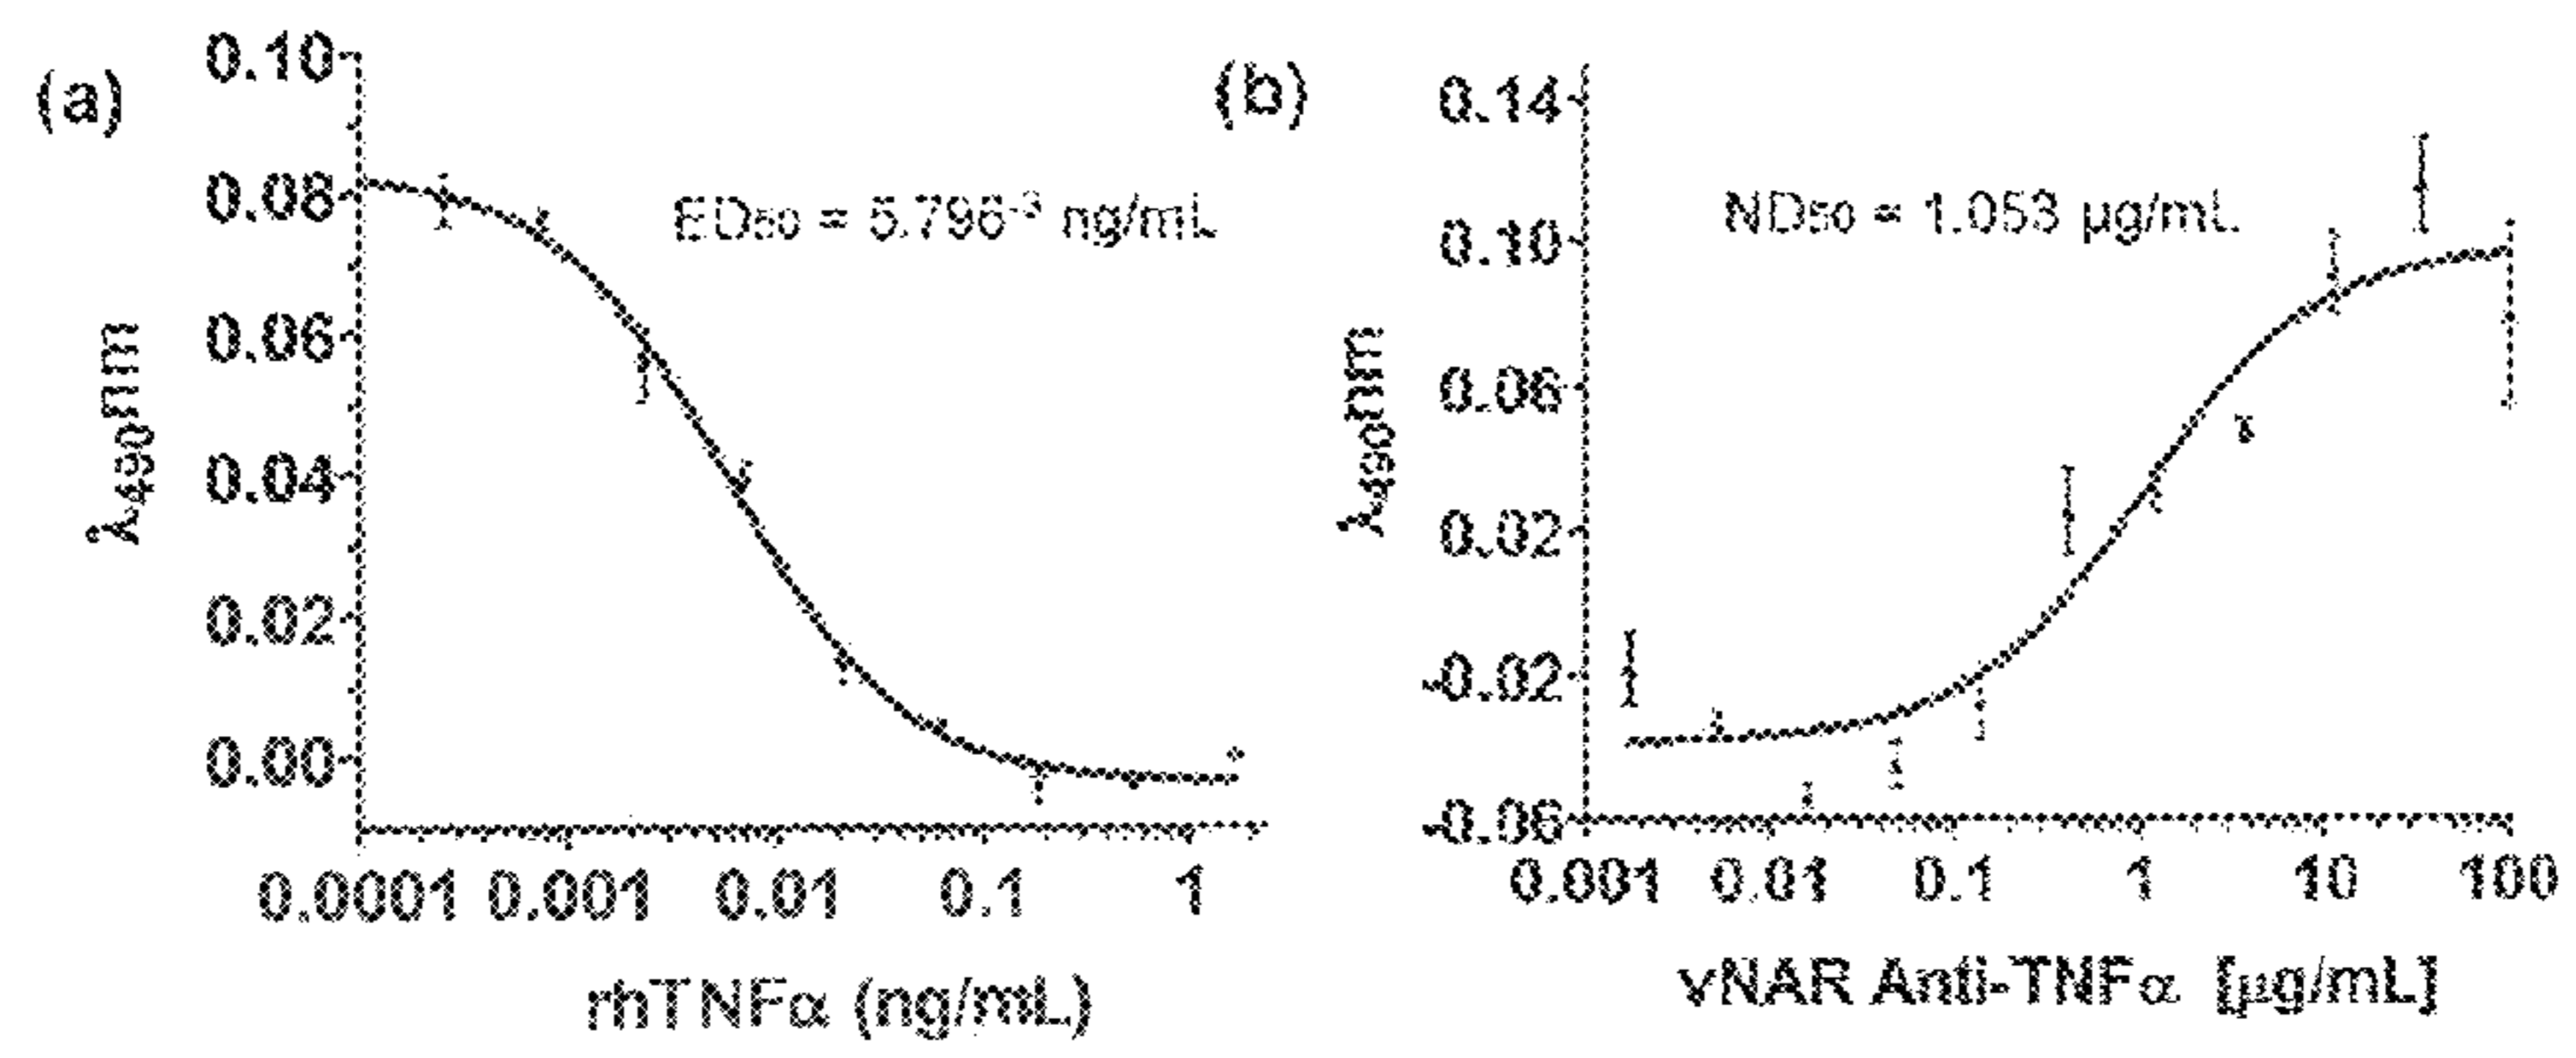 (a)
0.10
0.08
0.06
0.04
0.02
0.00
λ490nm
ED50 = 5.796-3 ng/mL
0.0001 0.001 0.01 0.1 1
rhTNFα (ng/mL)
(b)
0.14
0.10
0.06
0.02
-0.02
-0.06
λ490nm
ND50 = 1.053 µg/mL
0.001 0.01 0.1 1 10 100
vNAR Anti-TNFα [µg/mL]